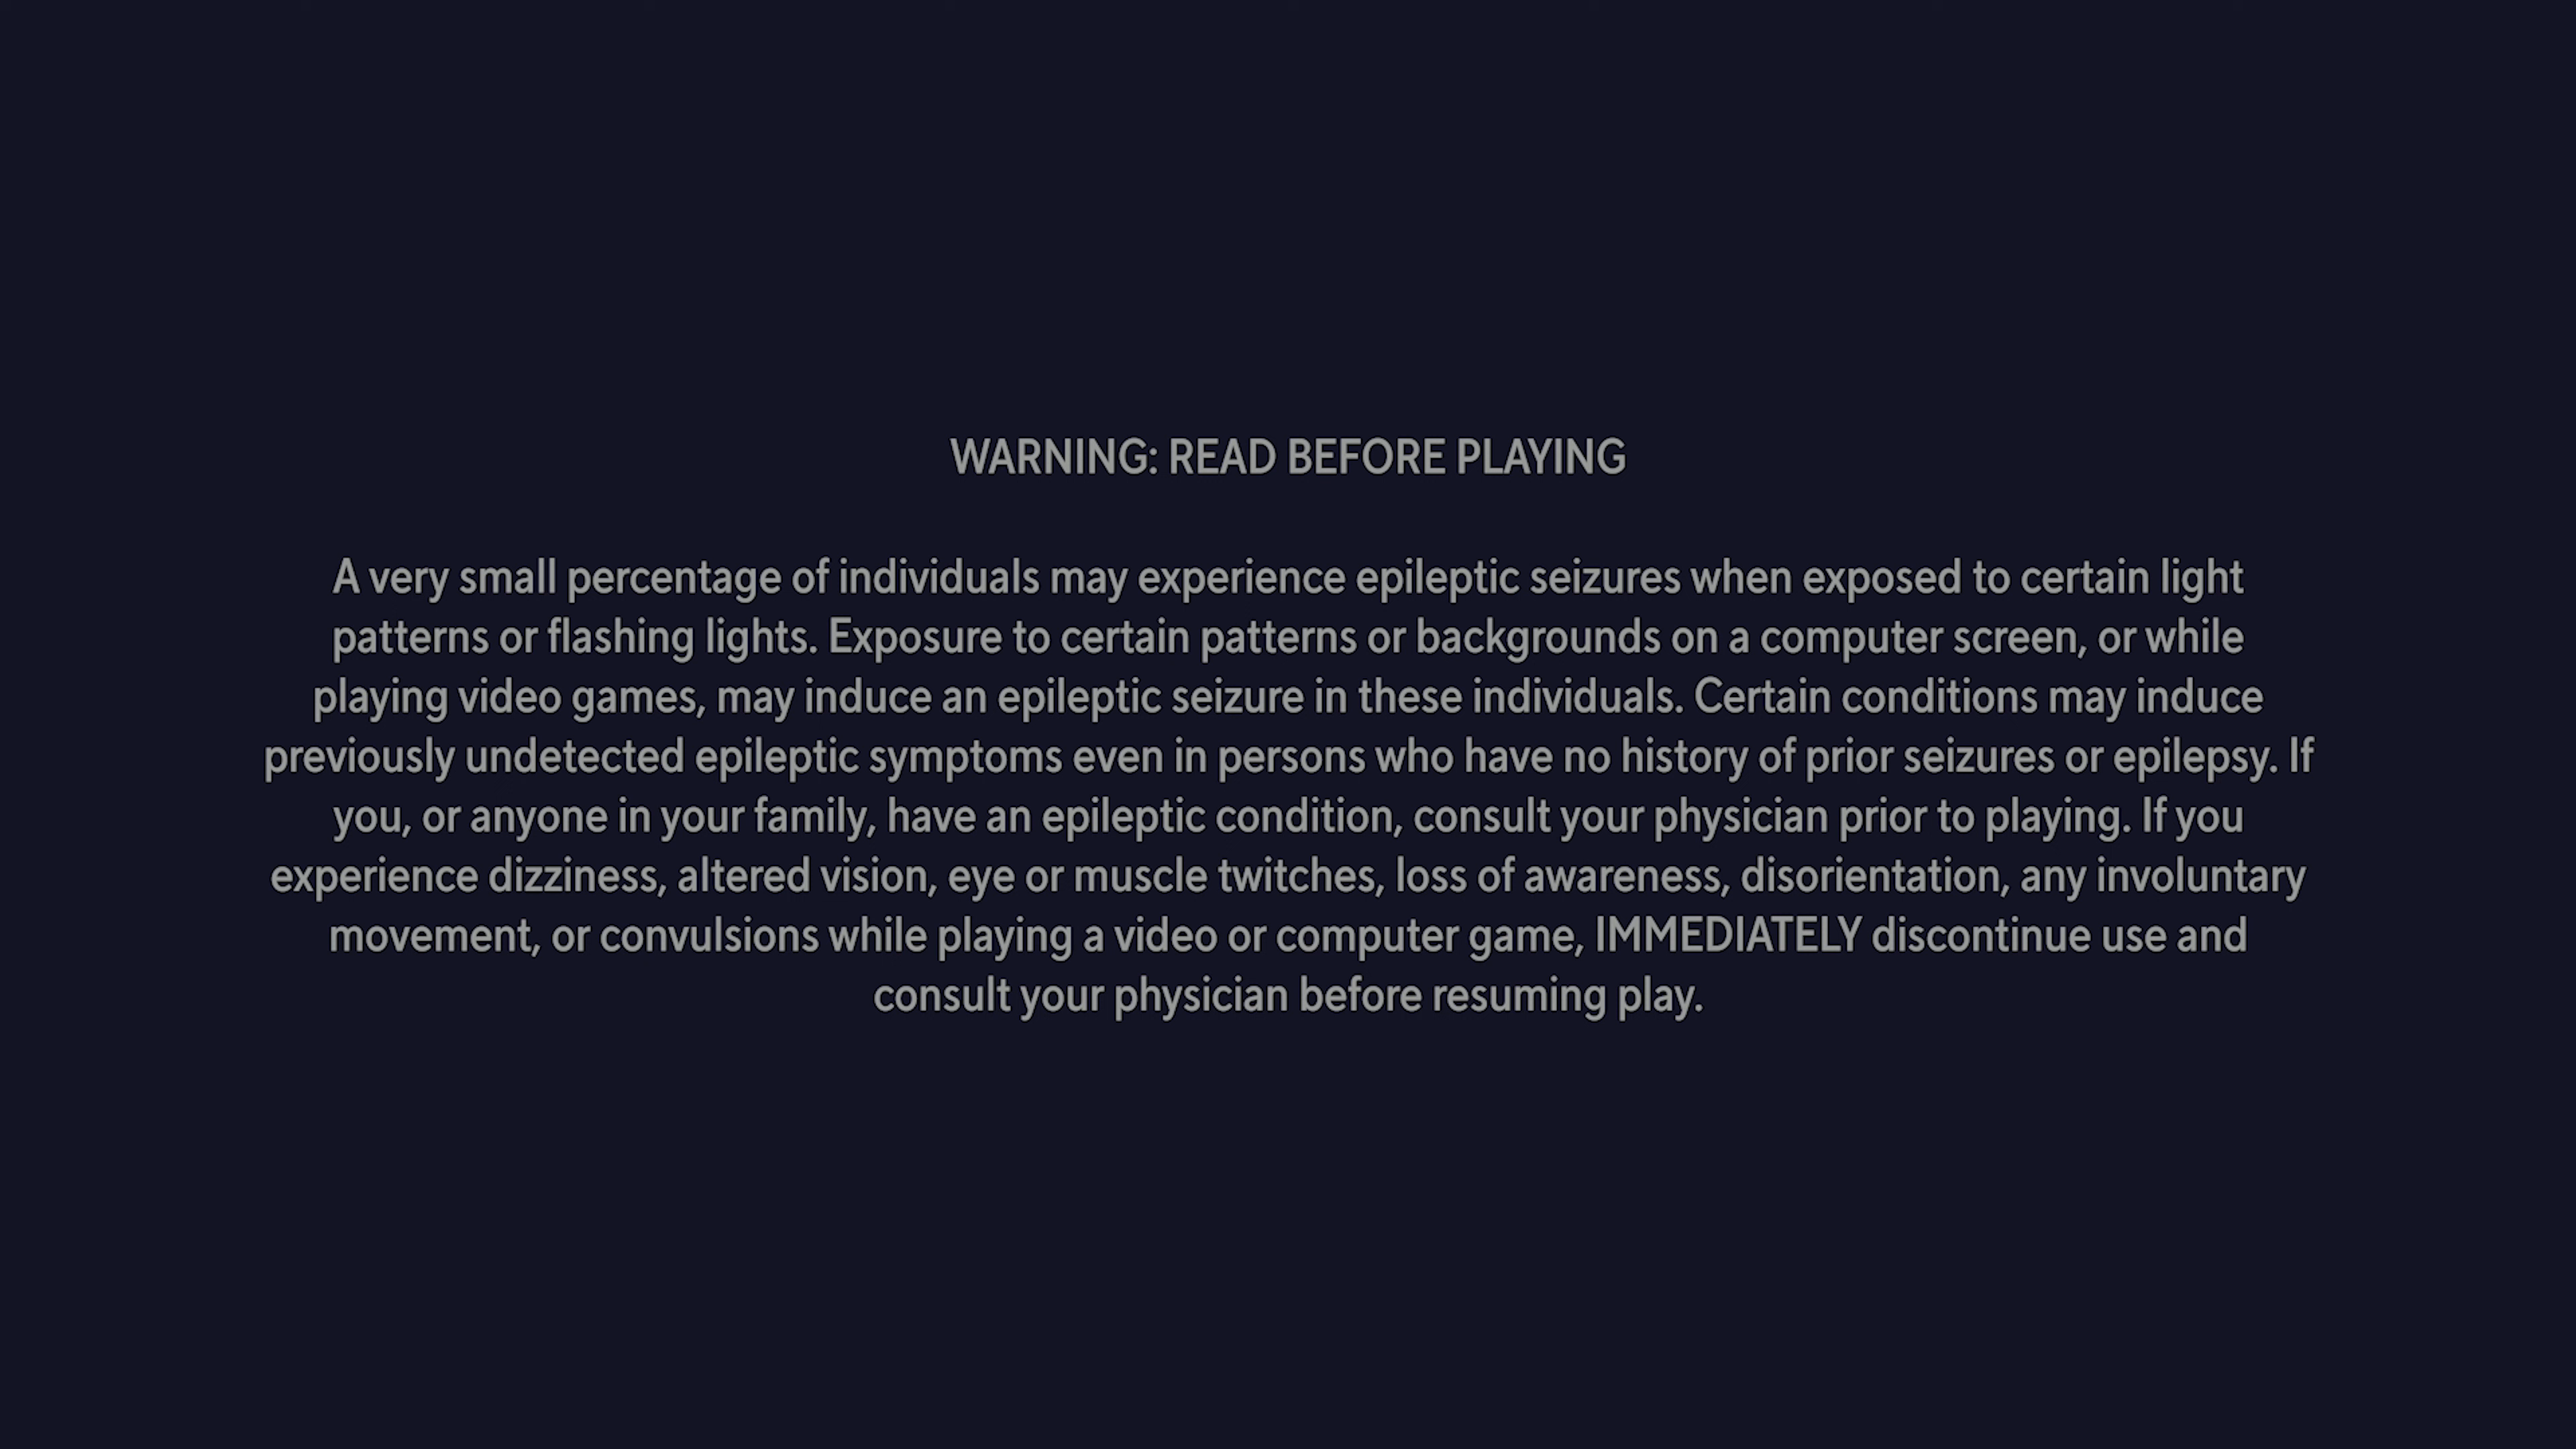 WARNING: READ BEFORE PLAYING
A very small percentage of individuals may experience epileptic seizures when exposed to certain light
patterns or flashing lights. Exposure to certain patterns or backgrounds on a computer screen, or while
playing video games, may induce an epileptic seizure in these individuals. Certain conditions may induce
previously undetected epileptic symptoms even in persons who have no history of prior seizures or epilepsy. If
you, or anyone in your family, have an epileptic condition, consult your physician prior to playing. If you
experience dizziness, altered vision, eye or muscle twitches, loss of awareness, disorientation, any involuntary
movement, or convulsions while playing a video or computer game, IMMEDIATELY discontinue use and
consult your physician before resuming play.